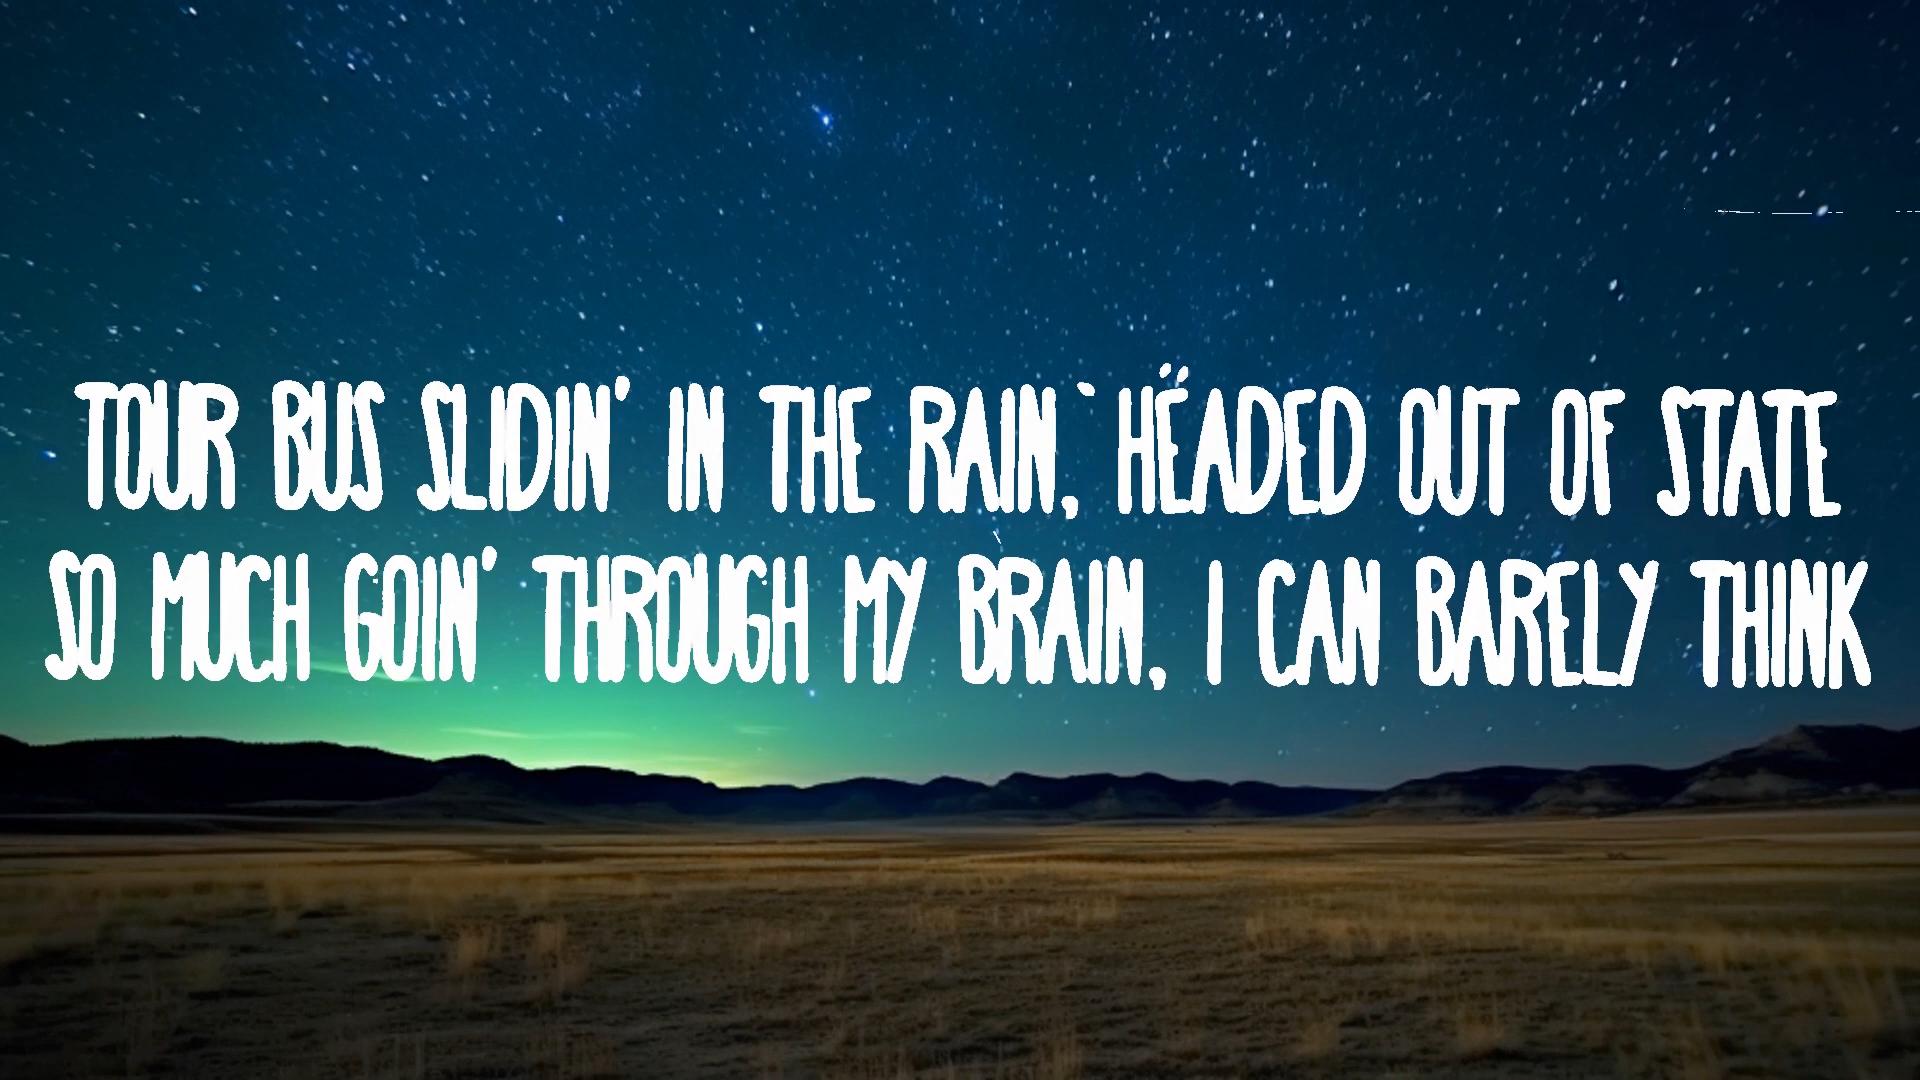 TOUR BUS SLIDIN' IN THE RAIN, HEADED OUT OF STATE
SO MUCH GOIN' THROUGH MY BRAIN, I CAN BARELY THINK